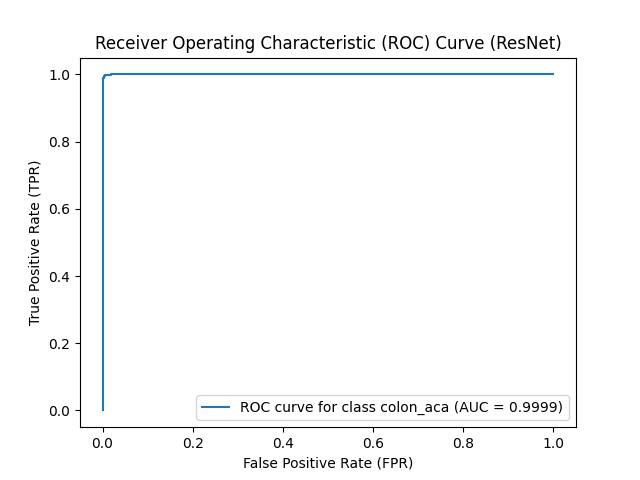 Receiver Operating Characteristic (ROC) Curve (ResNet)
1.0
0.8
0.6
0.4
0.2
0.0
True Positive Rate (TPR)
ROC curve for class colon_aca (AUC = 0.9999)
0.0 0.2 0.4 0.6 0.8 1.0
False Positive Rate (FPR)